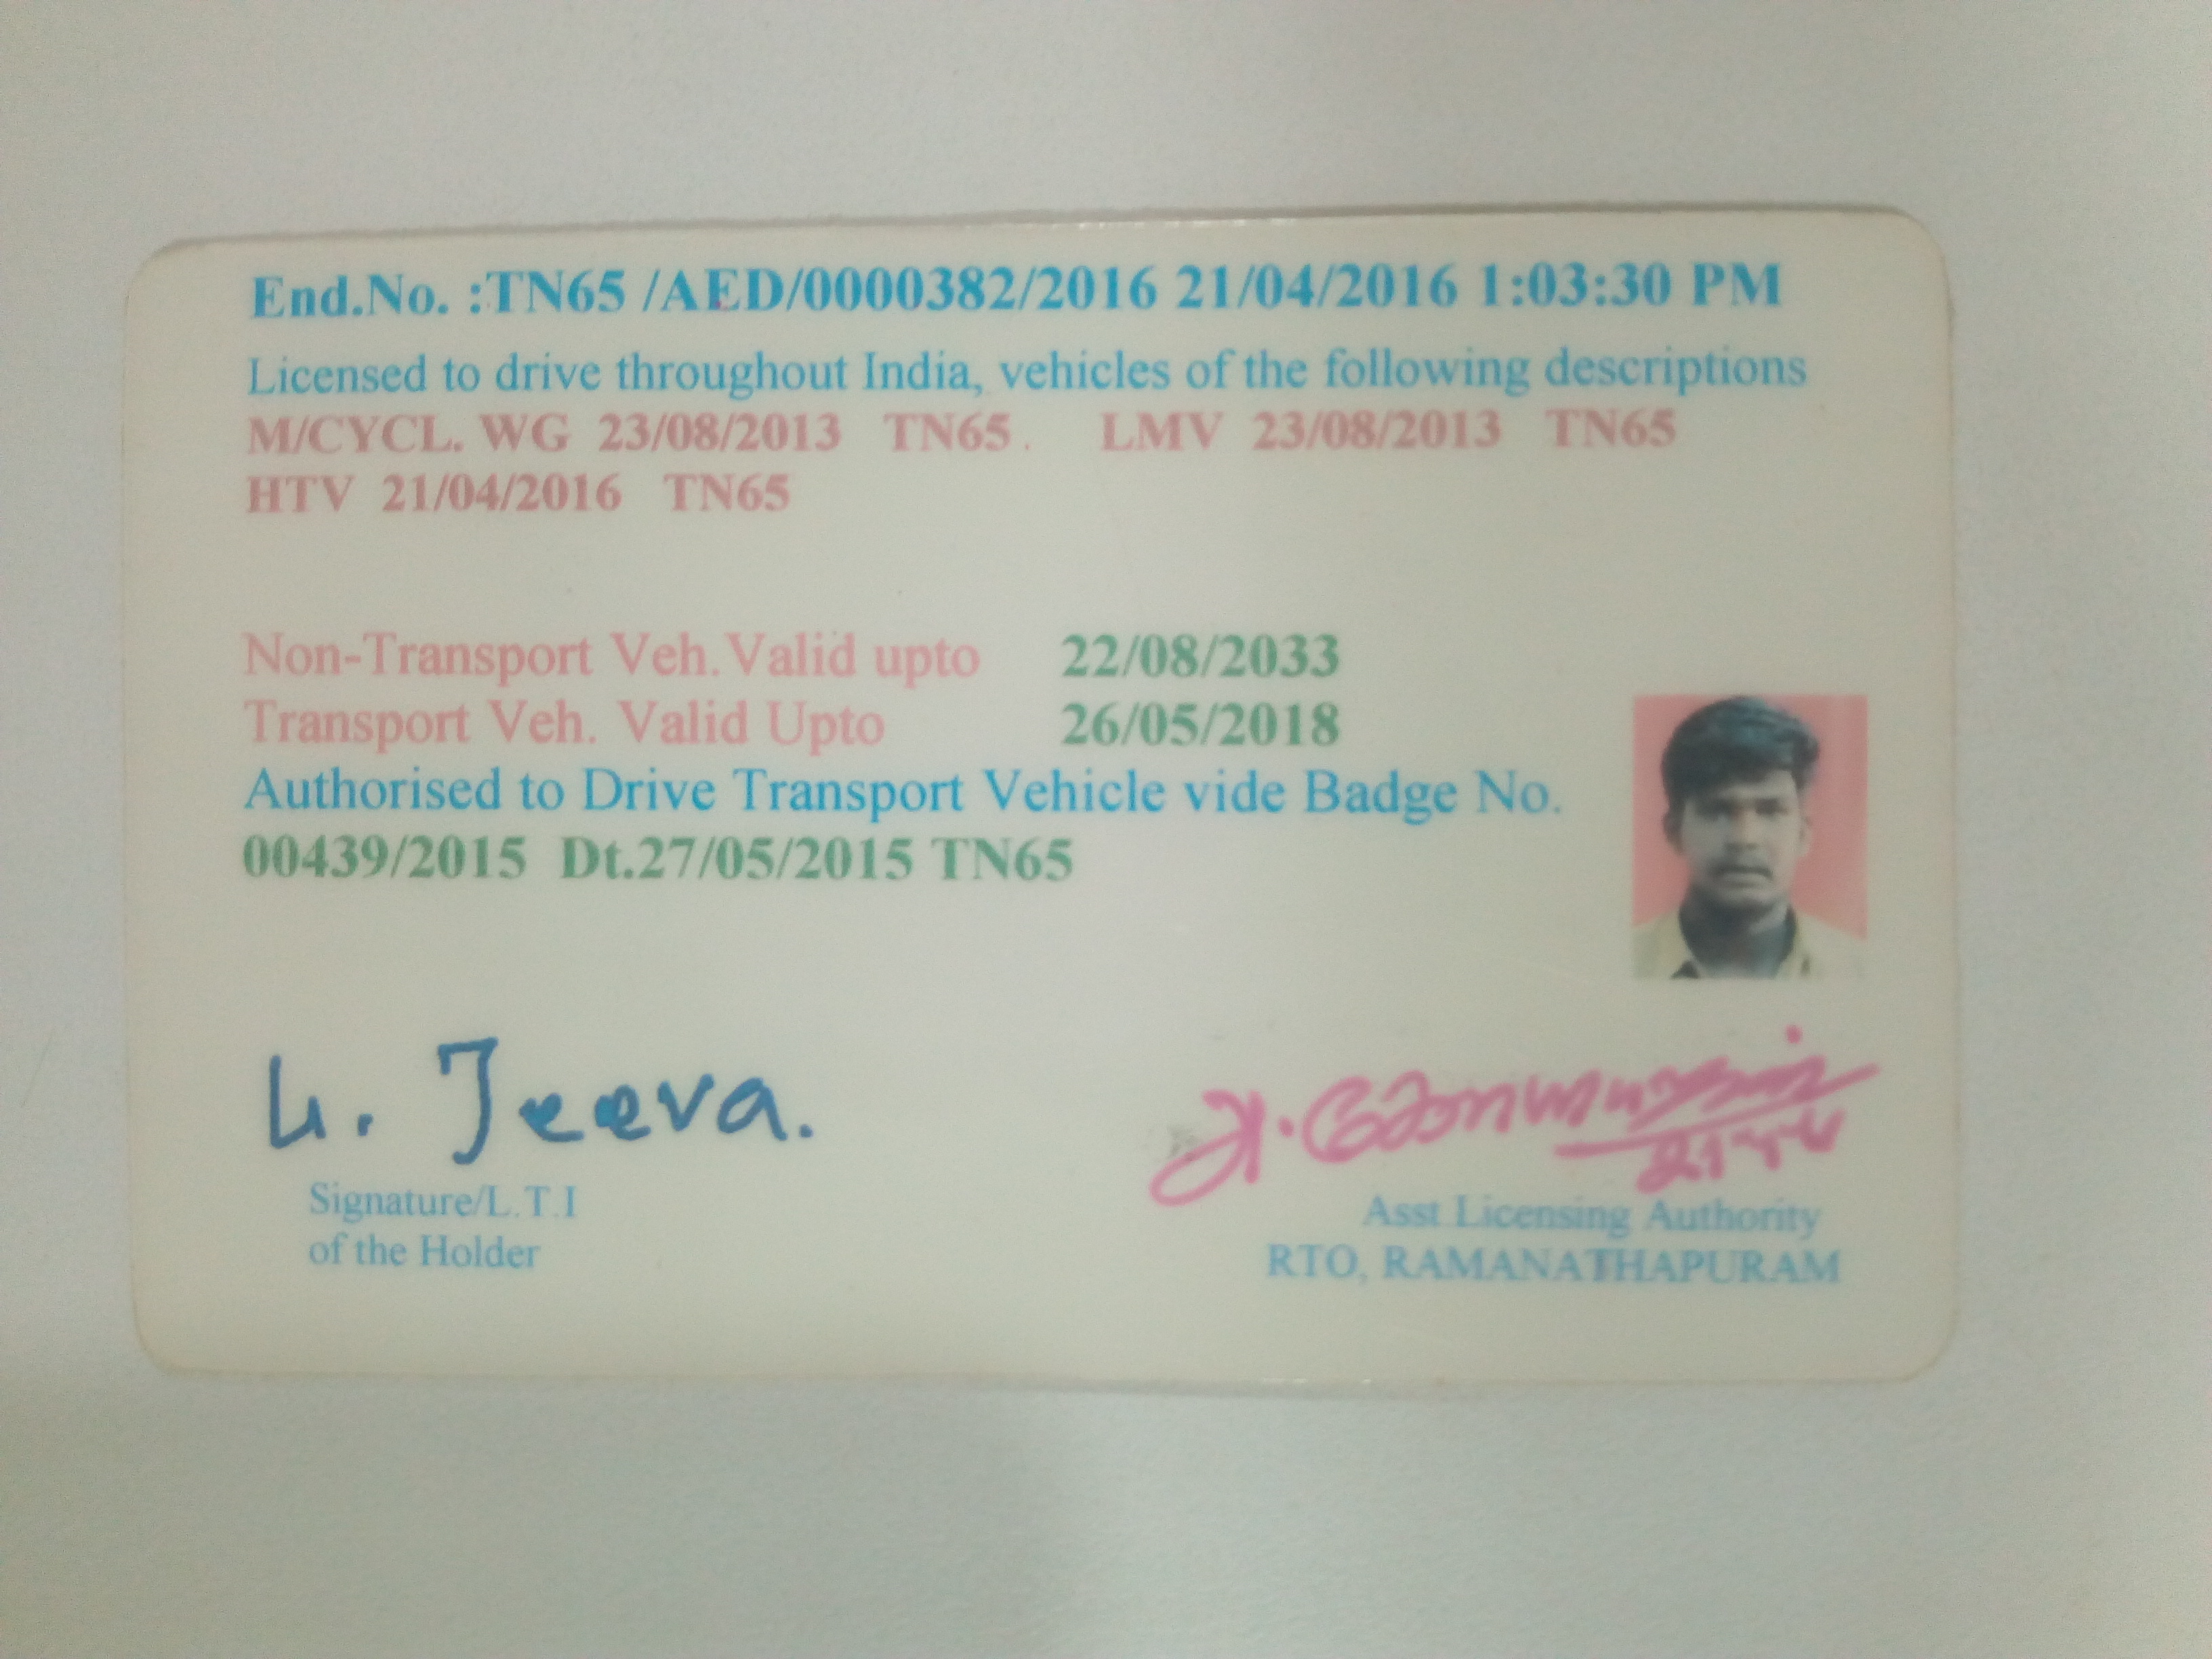 End.No. :TN65 /AED/0000382/2016 21/04/2016 1:03:30 PM
Licensed to drive throughout India, vehicles of the following descriptions
M/CYCL. WG 23/08/2013 TN65. LMV 23/08/2013 TN65
HTV 21/04/2016 TN65
Non-Transport Veh.Valid upto 22/08/2033
Transport Veh. Valid Upto 26/05/2018
Authorised to Drive Transport Vehicle vide Badge No.
00439/2015 Dt.27/05/2015 TN65
Jeeva.
Signature/L.T.I
of the Holder
Asst.Licensing Authority
RTO, RAMANATHAPURAM